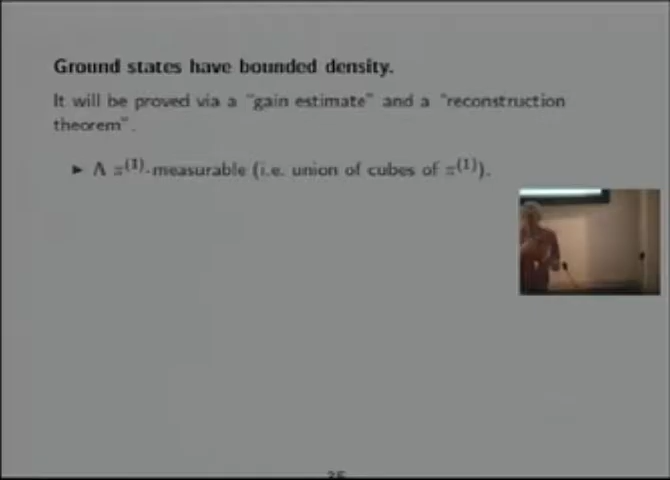 Ground states have bounded density.
It will be proved via a "gain estimate" and a "reconstruction
theorem".
► Λ π⁽¹⁾-measurable (i.e. union of cubes of π⁽¹⁾).